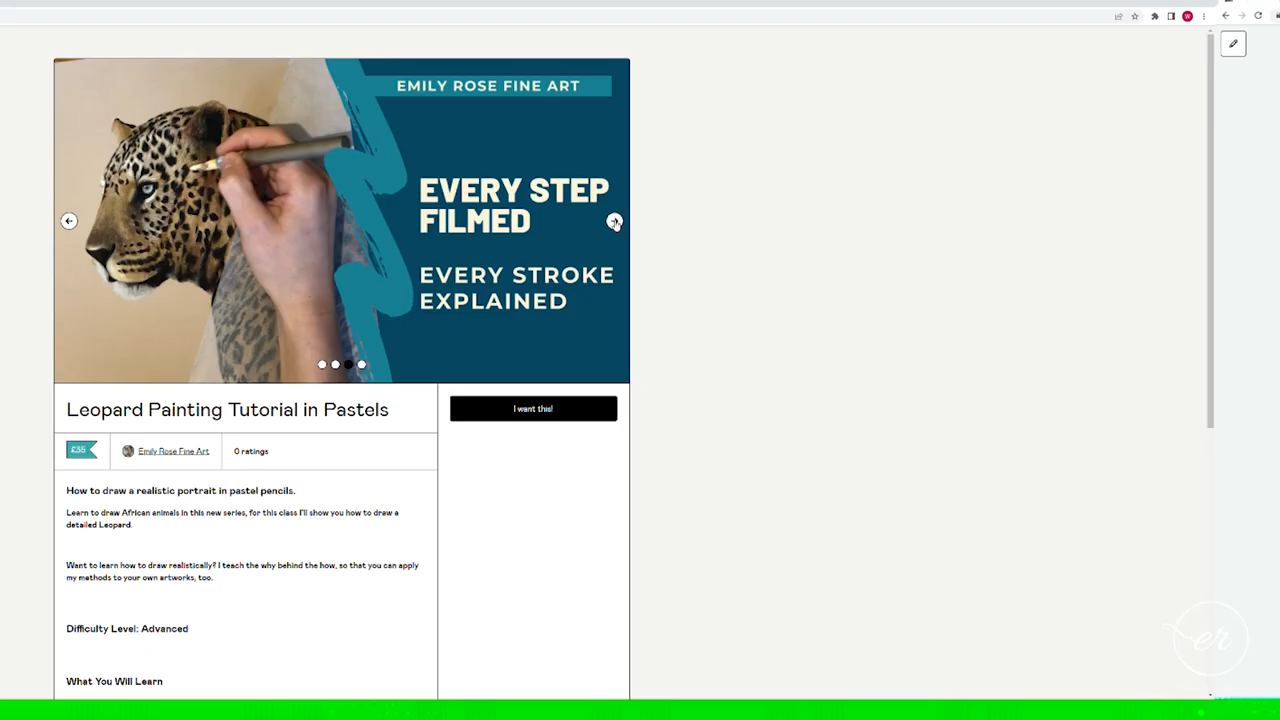 EMILY ROSE FINE ART
EVERY STEP
FILMED
EVERY STROKE
EXPLAINED
Leopard Painting Tutorial in Pastels
I want this!
£35
Emily Rose Fine Art
0 ratings
How to draw a realistic portrait in pastel pencils.
Learn to draw African animals in this new series, for this class I'll show you how to draw a
detailed Leopard.
Want to learn how to draw realistically? I teach the why behind the how, so that you can apply
my methods to your own artworks, too.
Difficulty Level: Advanced
What You Will Learn
er